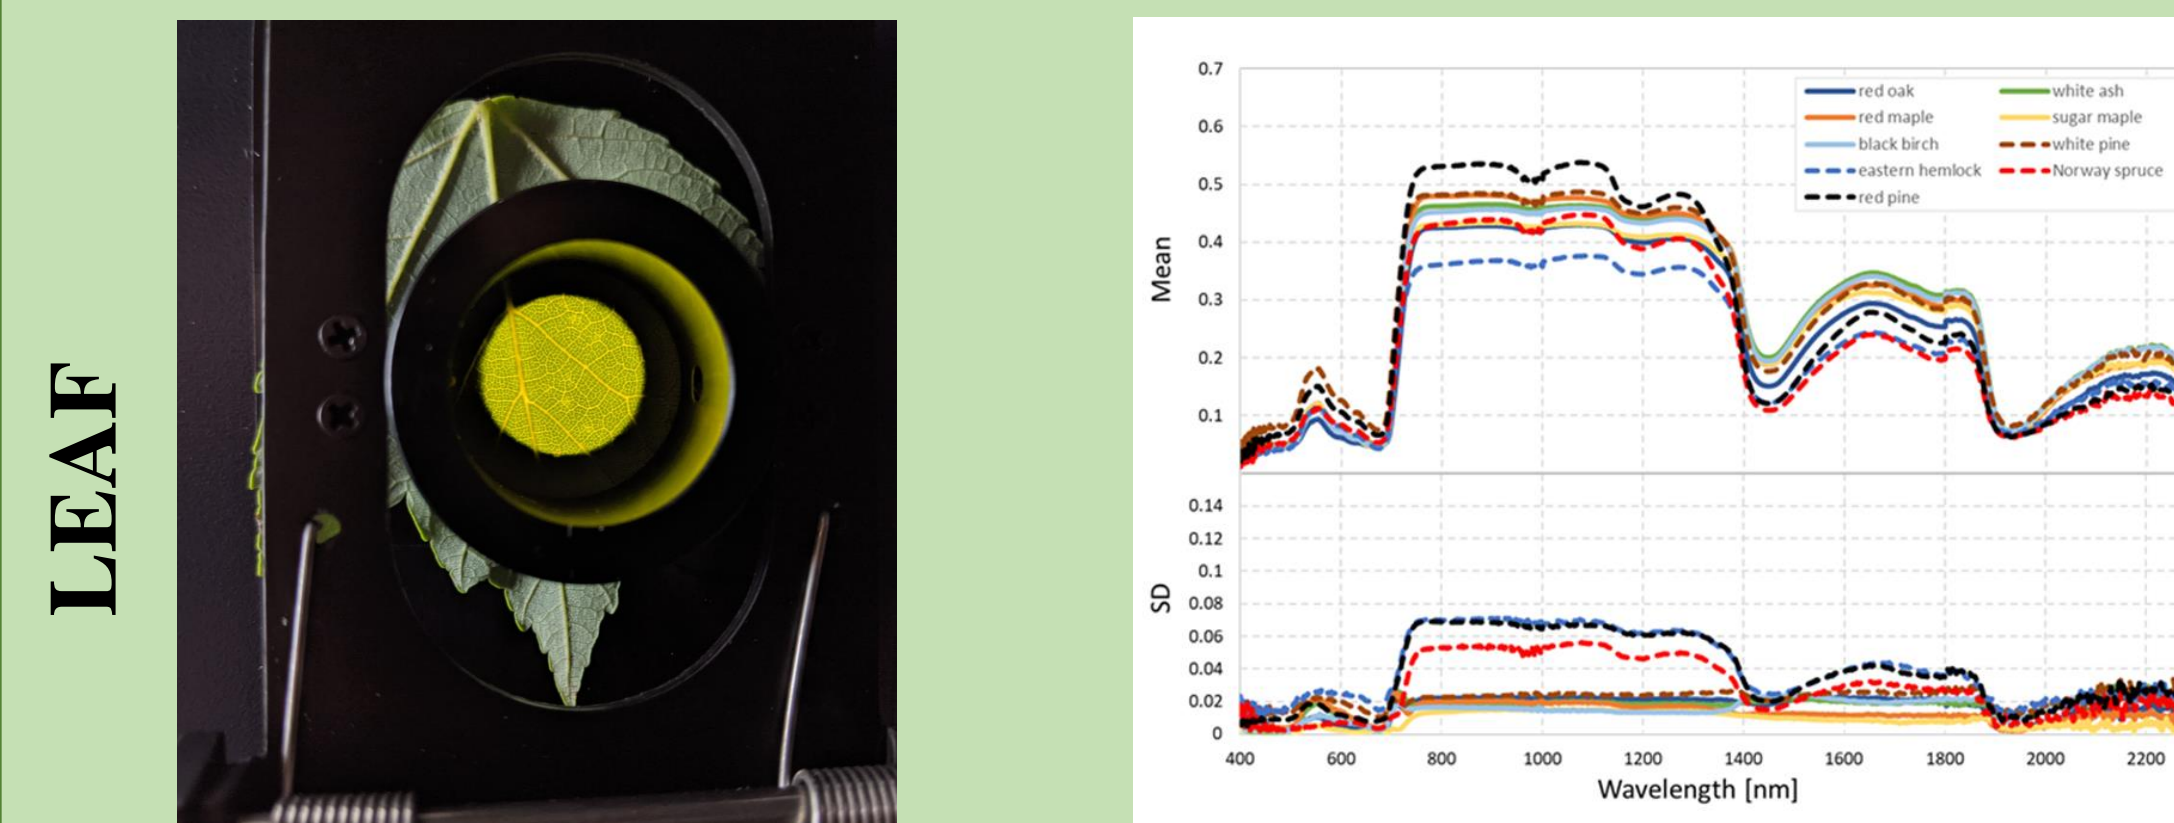 LEAF
0.7
0.6
0.5
0.4
0.3
0.2
0.1
Mean
red oak
white ash
red maple
sugar maple
black birch
white pine
eastern hemlock
Norway spruce
red pine
0.14
0.12
0.1
0.08
0.06
0.04
0.02
0
SD
400 600 800 1000 1200 1400 1600 1800 2000 2200
Wavelength [nm]